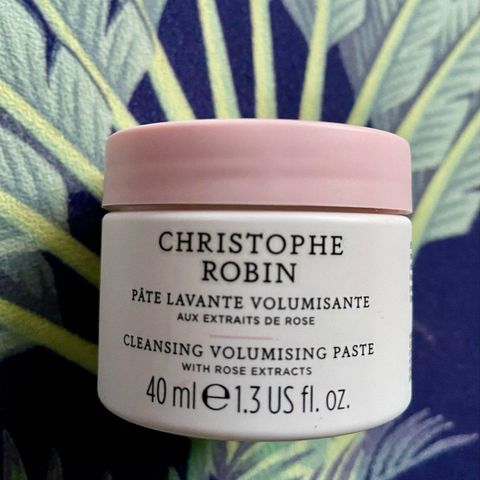 CHRISTOPHE
ROBIN
PÂTE LAVANTE VOLUMISANTE
AUX EXTRAITS DE ROSE
CLEANSING VOLUMISING PASTE
WITH ROSE EXTRACTS
40 ml e 1.3 US fl. oz.